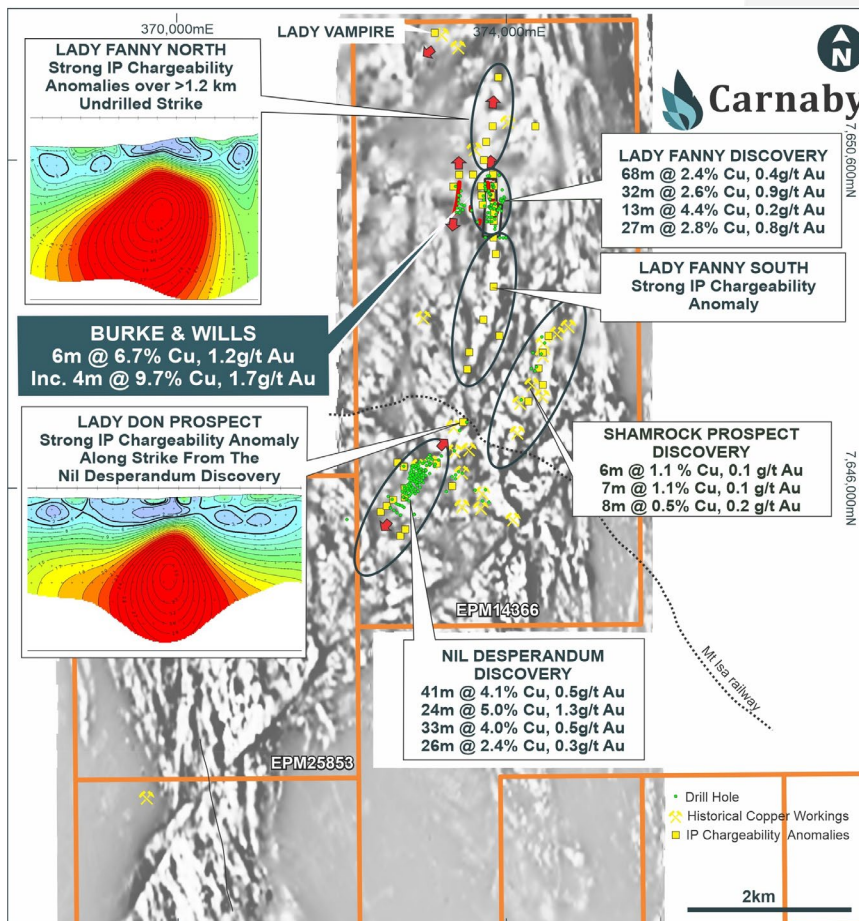 370,000mE
374,000mE
LADY VAMPIRE
N
Carnaby
LADY FANNY NORTH
Strong IP Chargeability
Anomalies over >1.2 km
Undrilled Strike
7,650,600mN
LADY FANNY DISCOVERY
68m @ 2.4% Cu, 0.4g/t Au
32m @ 2.6% Cu, 0.9g/t Au
13m @ 4.4% Cu, 0.2g/t Au
27m @ 2.8% Cu, 0.8g/t Au
LADY FANNY SOUTH
Strong IP Chargeability
Anomaly
BURKE & WILLS
6m @ 6.7% Cu, 1.2g/t Au
Inc. 4m @ 9.7% Cu, 1.7g/t Au
LADY DON PROSPECT
Strong IP Chargeability Anomaly
Along Strike From The
Nil Desperandum Discovery
SHAMROCK PROSPECT
DISCOVERY
6m @ 1.1 % Cu, 0.1 g/t Au
7m @ 1.1% Cu, 0.1 g/t Au
8m @ 0.5% Cu, 0.2 g/t Au
7,646,000mN
EPM14366
NIL DESPERANDUM
DISCOVERY
41m @ 4.1% Cu, 0.5g/t Au
24m @ 5.0% Cu, 1.3g/t Au
33m @ 4.0% Cu, 0.5g/t Au
26m @ 2.4% Cu, 0.3g/t Au
Mt Isa railway
EPM25853
Drill Hole
Historical Copper Workings
IP Chargeability Anomalies
2km